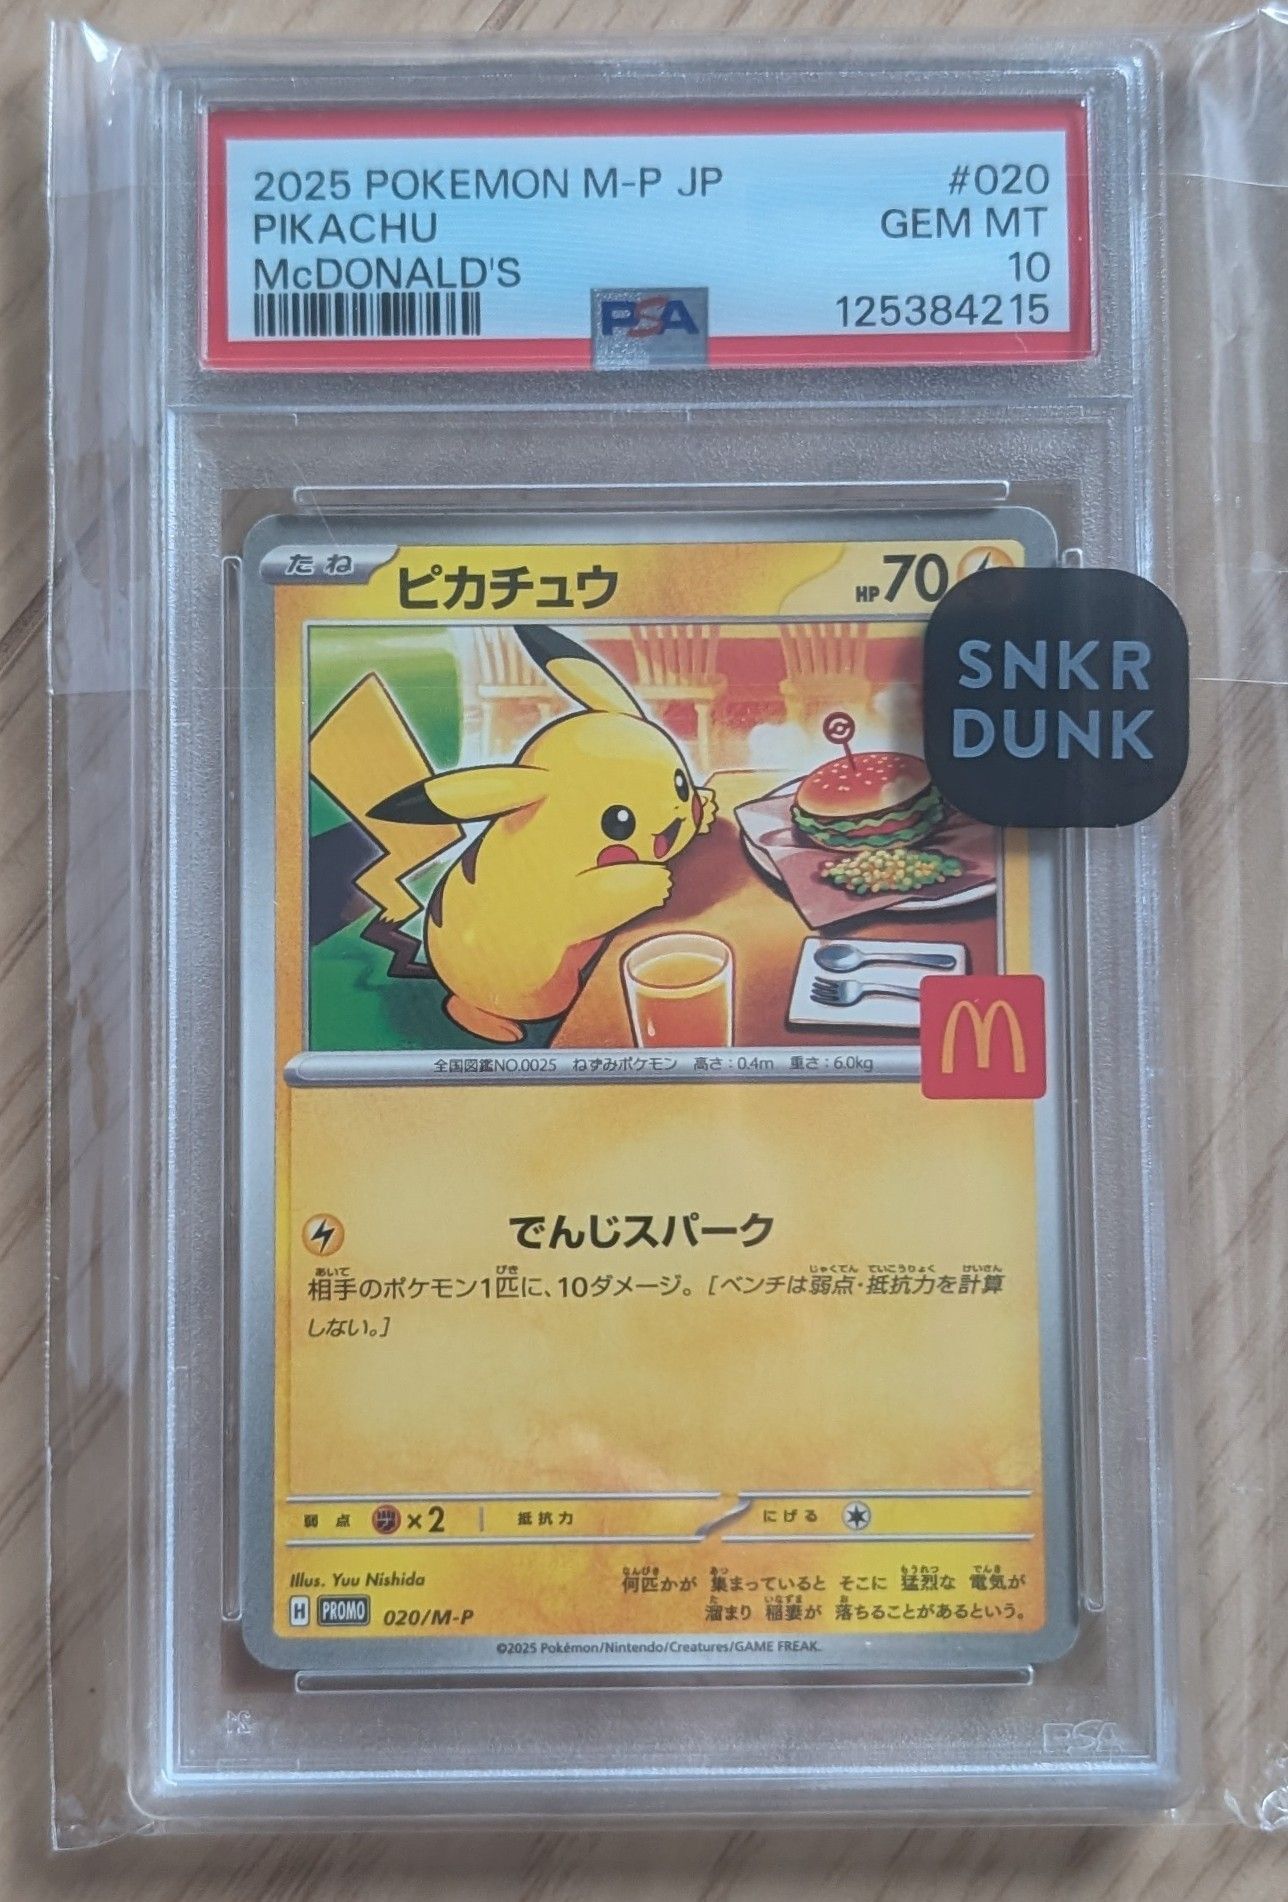 2025 POKEMON M-P JP #020
PIKACHU GEM MT
McDONALD'S 10
125384215
PSA
たね ピカチュウ HP70
SNKR
DUNK
全国図鑑NO.0025 ねずみポケモン 高さ:0.4m 重さ:6.0kg
でんじスパーク
相手のポケモン1匹に、10ダメージ。[ベンチは弱点・抵抗力を計算
しない。]
弱点 ×2 抵抗力 にげる
Illus. Yuu Nishida
何匹かが 集まっていると そこに 猛烈な 電気が
溜まり 稲妻が 落ちることがあるという。
H PROMO 020/M-P
©2025 Pokémon/Nintendo/Creatures/GAME FREAK.
PSA